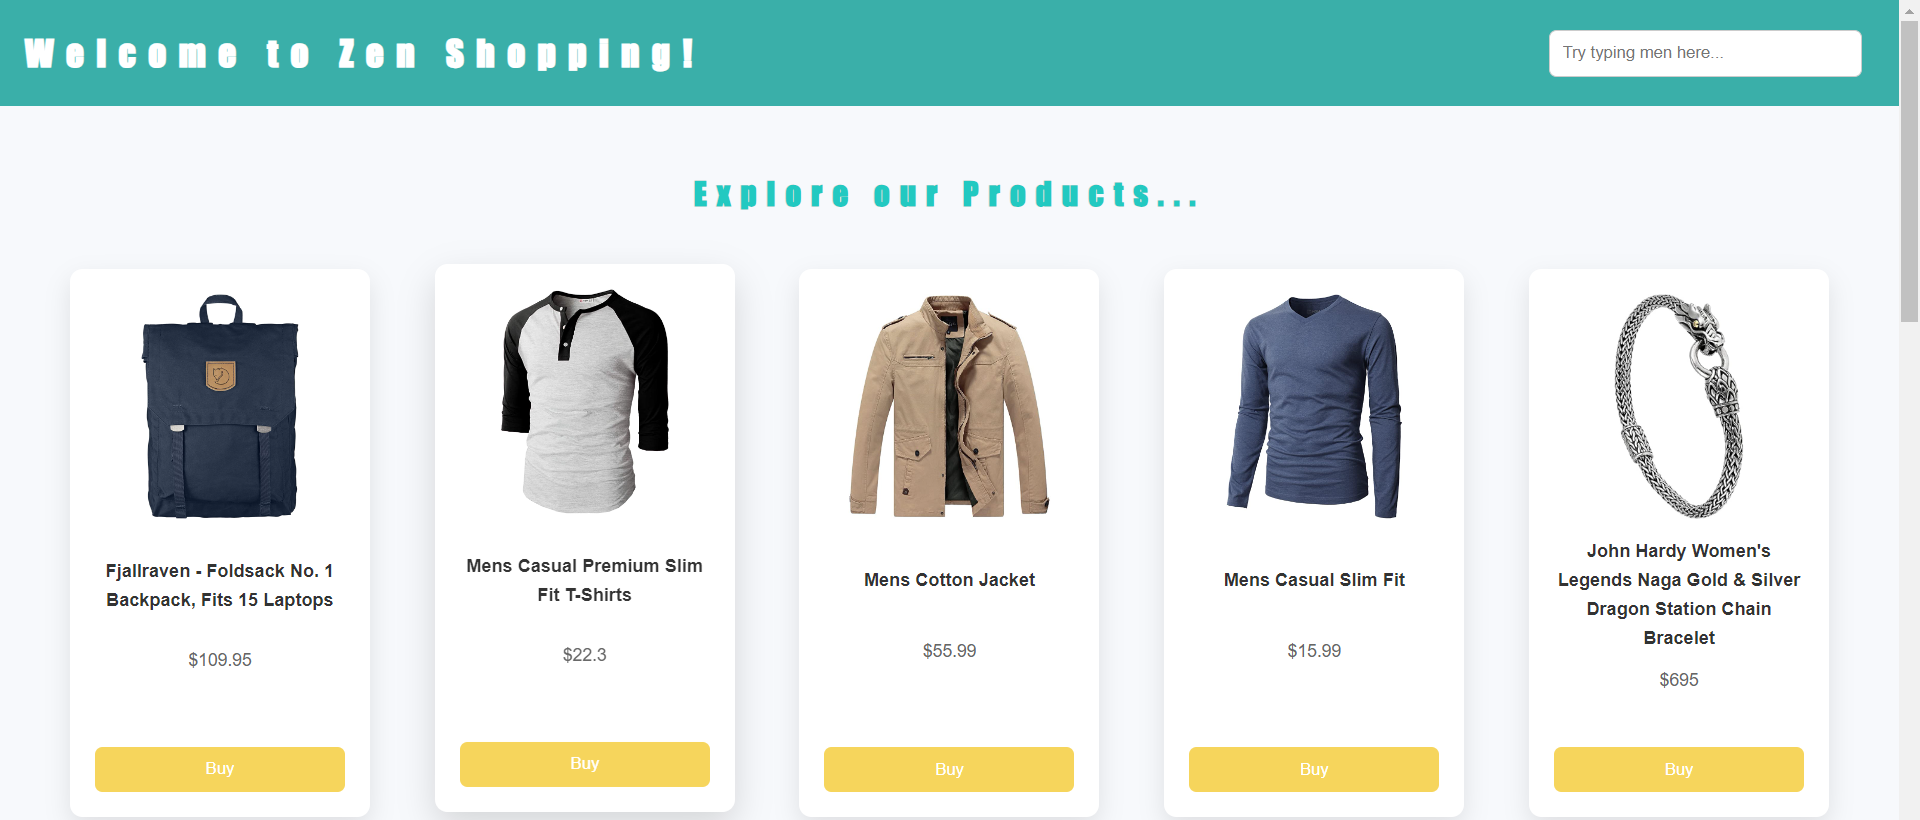 Welcome to Zen Shopping!
Try typing men here...
Explore our Products...
Fjallraven - Foldsack No. 1
Backpack, Fits 15 Laptops
$109.95
Buy
Mens Casual Premium Slim
Fit T-Shirts
$22.3
Buy
Mens Cotton Jacket
$55.99
Buy
Mens Casual Slim Fit
$15.99
Buy
John Hardy Women's
Legends Naga Gold & Silver
Dragon Station Chain
Bracelet
$695
Buy